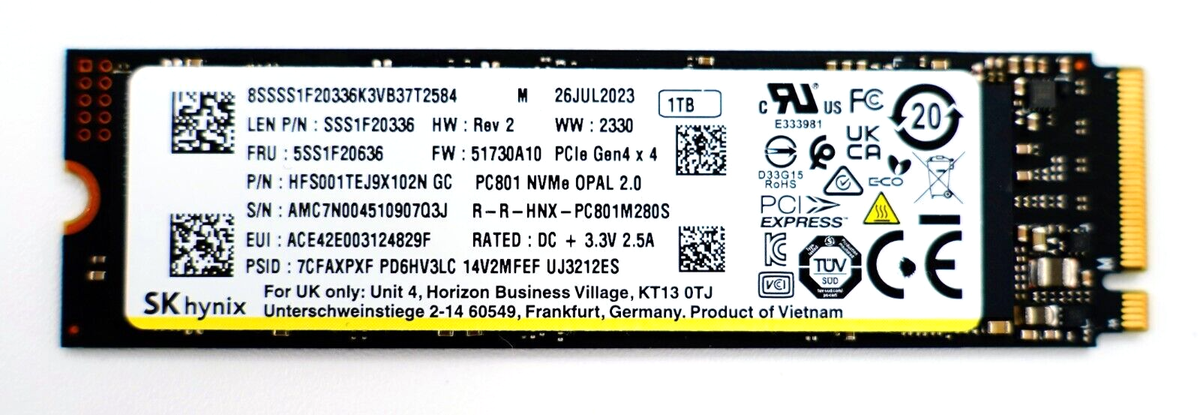 8SSSS1F20336K3VB37T2584 M 26JUL2023 1TB
LEN P/N : SSS1F20336 HW : Rev 2 WW : 2330
FRU : 5SS1F20636 FW : 51730A10 PCIe Gen4 x 4
P/N : HFS001TEJ9X102N GC PC801 NVMe OPAL 2.0
S/N : AMC7N004510907Q3J R-R-HNX-PC801M280S
EUI : ACE42E003124829F RATED : DC + 3.3V 2.5A
PSID : 7CFAXPXF PD6HV3LC 14V2MFEF UJ3212ES
SK hynix
For UK only: Unit 4, Horizon Business Village, KT13 0TJ
Unterschweinstiege 2-14 60549, Frankfurt, Germany. Product of Vietnam
C RU US FC 20
E333981
UK
CA
D33G15
RoHS
ECO
PCI
EXPRESS
TÜV
SÜD
VCI
CE
M